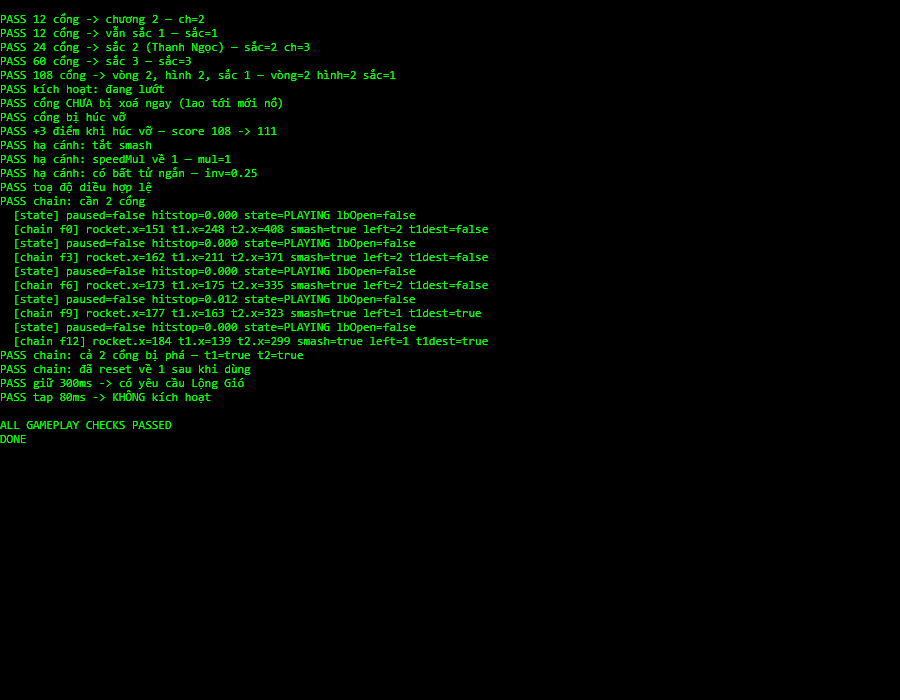 PASS 12 cổng -> chương 2 — ch=2
PASS 12 cổng -> vẫn sắc 1 — sắc=1
PASS 24 cổng -> sắc 2 (Thanh Ngọc) — sắc=2 ch=3
PASS 60 cổng -> sắc 3 — sắc=3
PASS 108 cổng -> vòng 2, hình 2, sắc 1 — vòng=2 hình=2 sắc=1
PASS kích hoạt: đang lướt
PASS cổng CHƯA bị xoá ngay (lao tới mới nổ)
PASS cổng bị húc vỡ
PASS +3 điểm khi húc vỡ — score 108 -> 111
PASS hạ cánh: tắt smash
PASS hạ cánh: speedMul về 1 — mul=1
PASS hạ cánh: có bất tử ngắn — inv=0.25
PASS toạ độ diều hợp lệ
PASS chain: cần 2 cổng
[state] paused=false hitstop=0.000 state=PLAYING lbOpen=false
[chain f0] rocket.x=151 t1.x=248 t2.x=408 smash=true left=2 t1dest=false
[state] paused=false hitstop=0.000 state=PLAYING lbOpen=false
[chain f3] rocket.x=162 t1.x=211 t2.x=371 smash=true left=2 t1dest=false
[state] paused=false hitstop=0.000 state=PLAYING lbOpen=false
[chain f6] rocket.x=173 t1.x=175 t2.x=335 smash=true left=2 t1dest=false
[state] paused=false hitstop=0.012 state=PLAYING lbOpen=false
[chain f9] rocket.x=177 t1.x=163 t2.x=323 smash=true left=1 t1dest=true
[state] paused=false hitstop=0.000 state=PLAYING lbOpen=false
[chain f12] rocket.x=184 t1.x=139 t2.x=299 smash=true left=1 t1dest=true
PASS chain: cả 2 cổng bị phá — t1=true t2=true
PASS chain: đã reset về 1 sau khi dùng
PASS giữ 300ms -> có yêu cầu Lộng Gió
PASS tap 80ms -> KHÔNG kích hoạt
ALL GAMEPLAY CHECKS PASSED
DONE